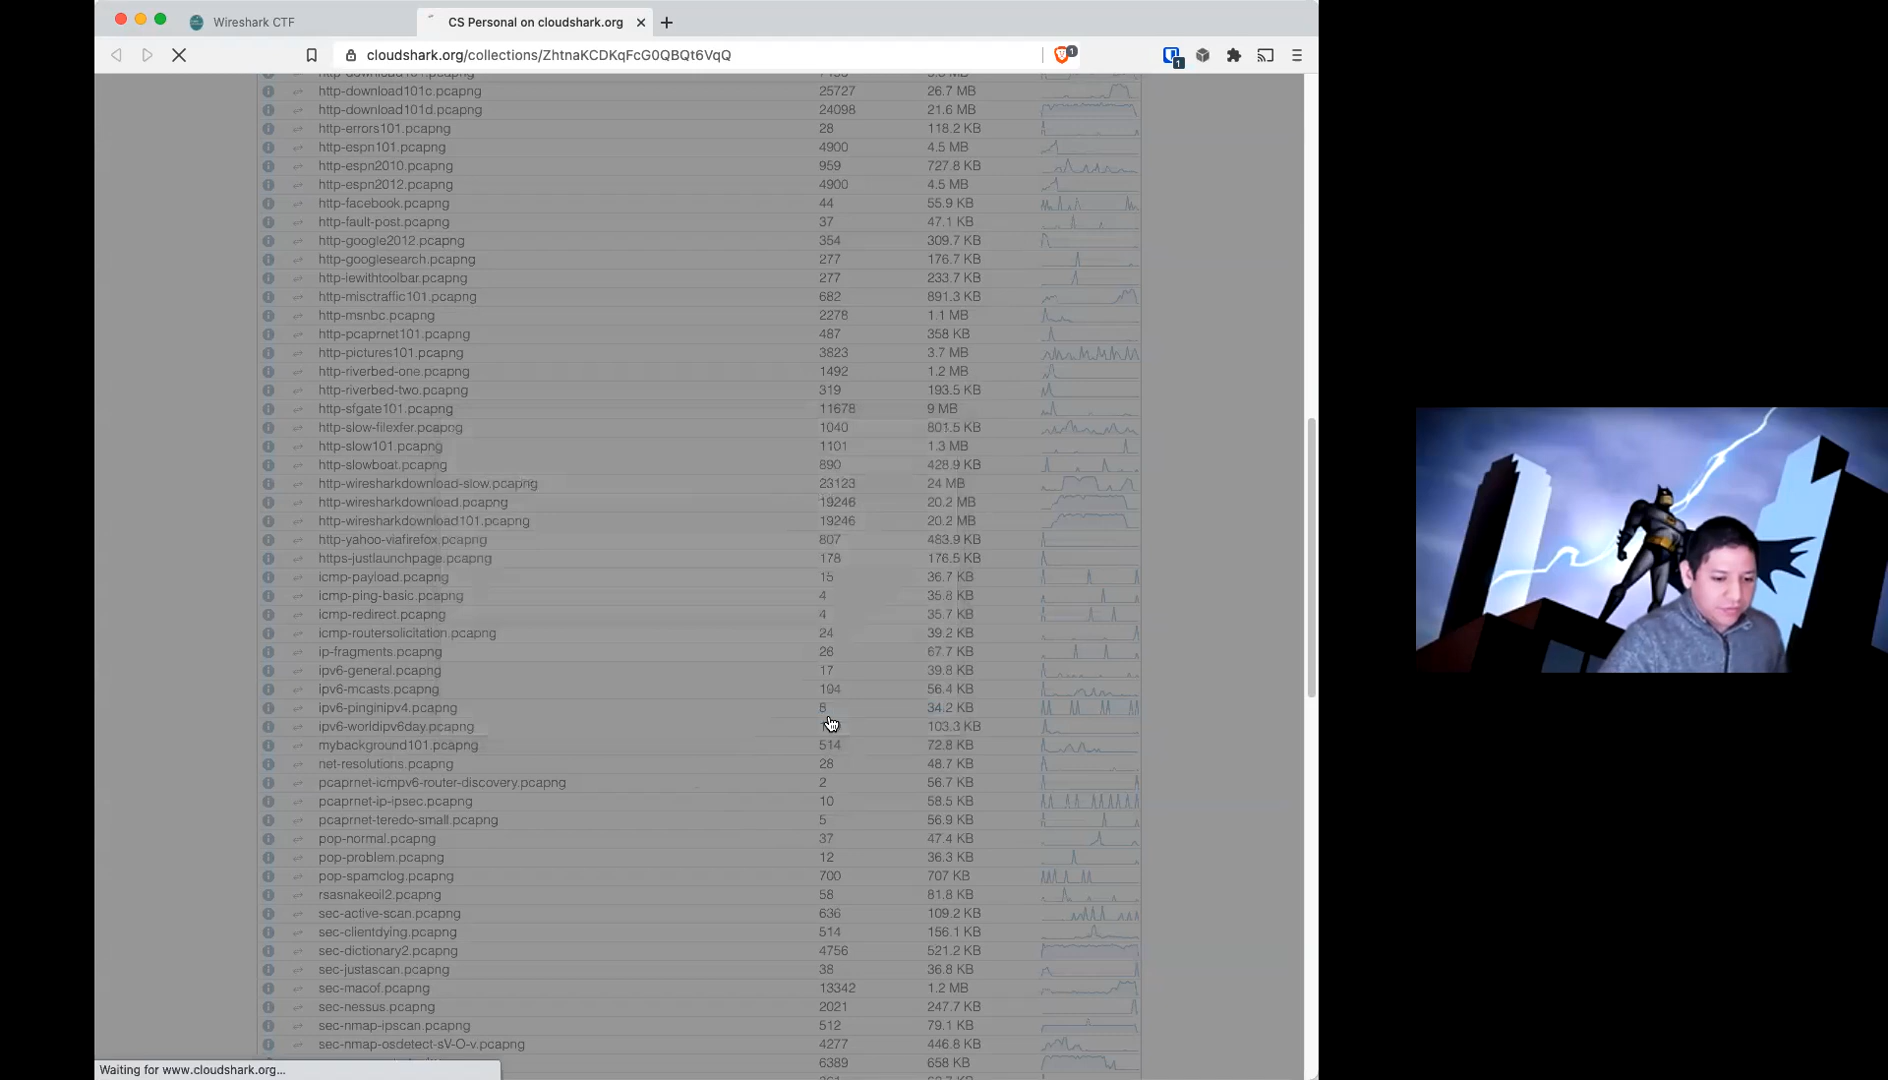 Wireshark CTF
CS Personal on cloudshark.org
cloudshark.org/collections/ZhtnaKCDKqFcG0QBQt6VqQ
1
1
http-download101c.pcapng 25727 26.7 MB
http-download101d.pcapng 24098 21.6 MB
http-errors101.pcapng 28 118.2 KB
http-espn101.pcapng 4900 4.5 MB
http-espn2010.pcapng 959 727.8 KB
http-espn2012.pcapng 4900 4.5 MB
http-facebook.pcapng 44 55.9 KB
http-fault-post.pcapng 37 47.1 KB
http-google2012.pcapng 354 309.7 KB
http-googlesearch.pcapng 277 176.7 KB
http-iewithtoolbar.pcapng 277 233.7 KB
http-misctraffic101.pcapng 682 891.3 KB
http-msnbc.pcapng 2278 1.1 MB
http-pcaprnet101.pcapng 487 358 KB
http-pictures101.pcapng 3823 3.7 MB
http-riverbed-one.pcapng 1492 1.2 MB
http-riverbed-two.pcapng 319 193.5 KB
http-sfgate101.pcapng 11678 9 MB
http-slow-filexfer.pcapng 1040 801.5 KB
http-slow101.pcapng 1101 1.3 MB
http-slowboat.pcapng 890 428.9 KB
http-wiresharkdownload-slow.pcapng 23123 24 MB
http-wiresharkdownload.pcapng 19246 20.2 MB
http-wiresharkdownload101.pcapng 19246 20.2 MB
http-yahoo-viafirefox.pcapng 807 483.9 KB
https-justlaunchpage.pcapng 178 176.5 KB
icmp-payload.pcapng 15 36.7 KB
icmp-ping-basic.pcapng 4 35.8 KB
icmp-redirect.pcapng 4 35.7 KB
icmp-routersolicitation.pcapng 24 39.2 KB
ip-fragments.pcapng 26 67.7 KB
ipv6-general.pcapng 17 39.8 KB
ipv6-mcasts.pcapng 104 56.4 KB
ipv6-pinginipv4.pcapng 34.2 KB
ipv6-worldipv6day.pcapng 103.3 KB
mybackground101.pcapng 514 72.8 KB
net-resolutions.pcapng 28 48.7 KB
pcaprnet-icmpv6-router-discovery.pcapng 2 56.7 KB
pcaprnet-ip-ipsec.pcapng 10 58.5 KB
pcaprnet-teredo-small.pcapng 5 56.9 KB
pop-normal.pcapng 37 47.4 KB
pop-problem.pcapng 12 36.3 KB
pop-spamclog.pcapng 700 707 KB
rsasnakeoil2.pcapng 58 81.8 KB
sec-active-scan.pcapng 636 109.2 KB
sec-clientdying.pcapng 514 156.1 KB
sec-dictionary2.pcapng 4756 521.2 KB
sec-justascan.pcapng 38 36.8 KB
sec-macof.pcapng 13342 1.2 MB
sec-nessus.pcapng 2021 247.7 KB
sec-nmap-ipscan.pcapng 512 79.1 KB
sec-nmap-osdetect-sV-O-v.pcapng 4277 446.8 KB
6389 658 KB
Waiting for www.cloudshark.org...